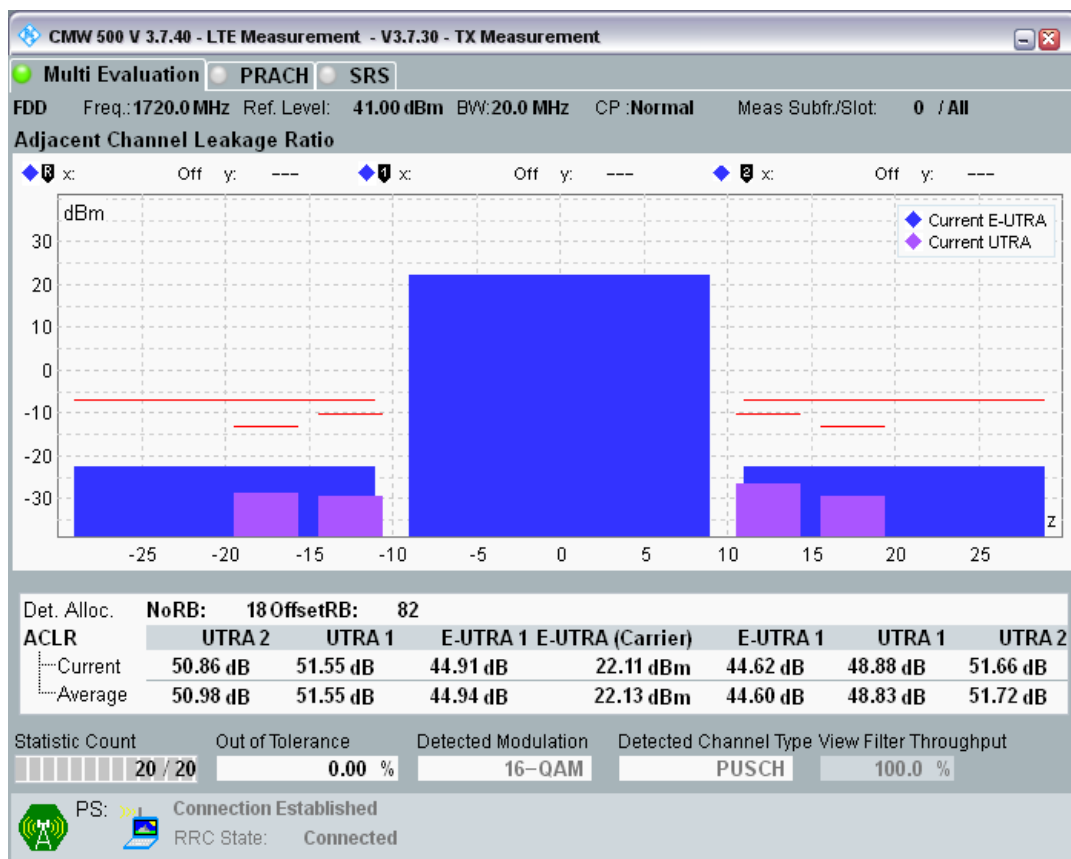 CMW 500 V 3.7.40 - LTE Measurement - V3.7.30 - TX Measurement
Multi Evaluation PRACH SRS
FDD Freq.: 1720.0 MHz Ref. Level: 41.00 dBm BW: 20.0 MHz CP : Normal Meas Subfr./Slot: 0 / All
Adjacent Channel Leakage Ratio
R x: Off y: --- 1 x: Off y: --- 2 x: Off y: ---
dBm
Current E-UTRA
Current UTRA
30
20
10
0
-10
-20
-30
z
-25 -20 -15 -10 -5 0 5 10 15 20 25
Det. Alloc. NoRB: 18 OffsetRB: 82
ACLR UTRA 2 UTRA 1 E-UTRA 1 E-UTRA (Carrier) E-UTRA 1 UTRA 1 UTRA 2
Current 50.86 dB 51.55 dB 44.91 dB 22.11 dBm 44.62 dB 48.88 dB 51.66 dB
Average 50.98 dB 51.55 dB 44.94 dB 22.13 dBm 44.60 dB 48.83 dB 51.72 dB
Statistic Count Out of Tolerance Detected Modulation Detected Channel Type View Filter Throughput
20 / 20 0.00 % 16-QAM PUSCH 100.0 %
PS: Connection Established
RRC State: Connected